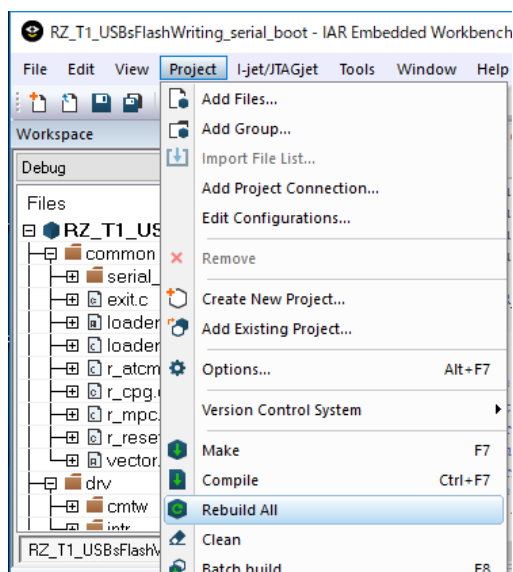 RZ_T1_USBsFlashWriting_serial_boot - IAR Embedded Workbench
File Edit View Project I-jet/JTAGjet Tools Window Help
Workspace
Debug
Files
RZ_T1_US
common
serial_
exit.c
loader
loader
r_atcm
r_cpg.
r_mpc.
r_rese
vector.
drv
cmtw
intr
RZ_T1_USBsFlashW
Add Files...
Add Group...
Import File List...
Add Project Connection...
Edit Configurations...
Remove
Create New Project...
Add Existing Project...
Options... Alt+F7
Version Control System
Make F7
Compile Ctrl+F7
Rebuild All
Clean
Batch build F8